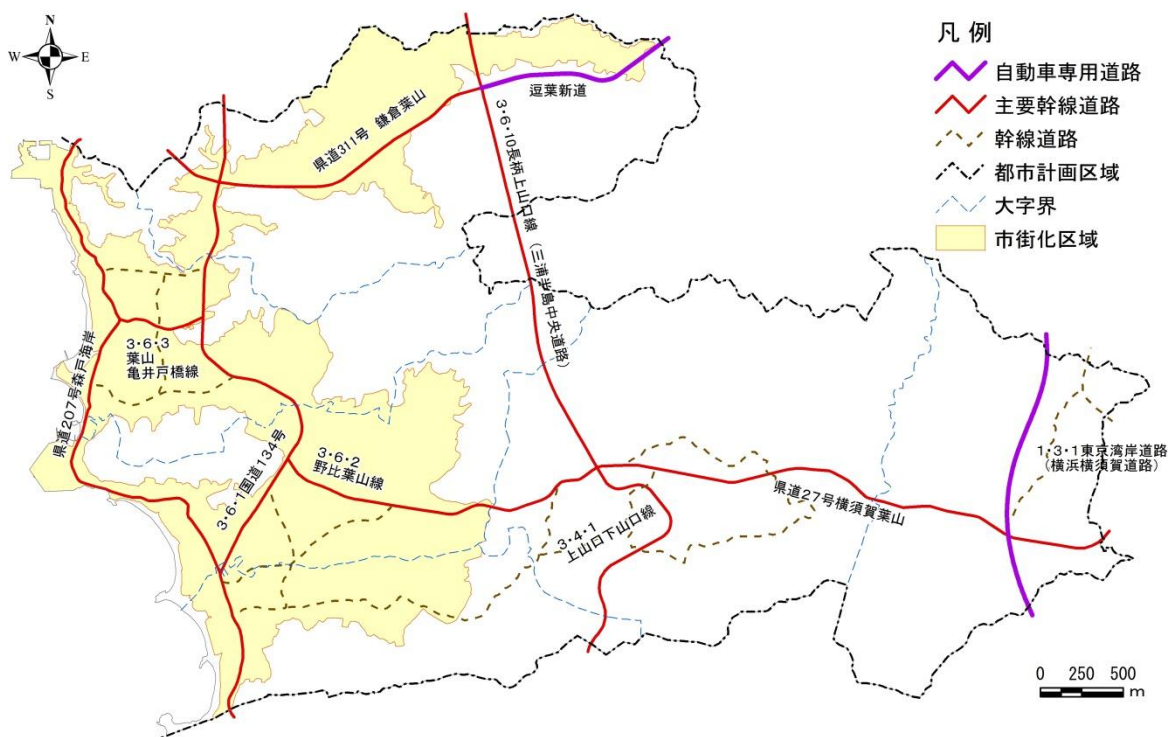 N
W
E
S
凡 例
自動車専用道路
主要幹線道路
幹線道路
都市計画区域
大字界
市街化区域
逗葉新道
県道311号 鎌倉葉山
3・6・10長柄上山口線（三浦半島中央道路）
県道207号森戸海岸
3・6・3
葉山
亀井戸橋線
3・6・1国道134号
3・6・2
野比葉山線
3・4・1
上山口下山口線
県道27号横須賀葉山
1・3・1東京湾岸道路
（横浜横須賀道路）
0 250 500
m